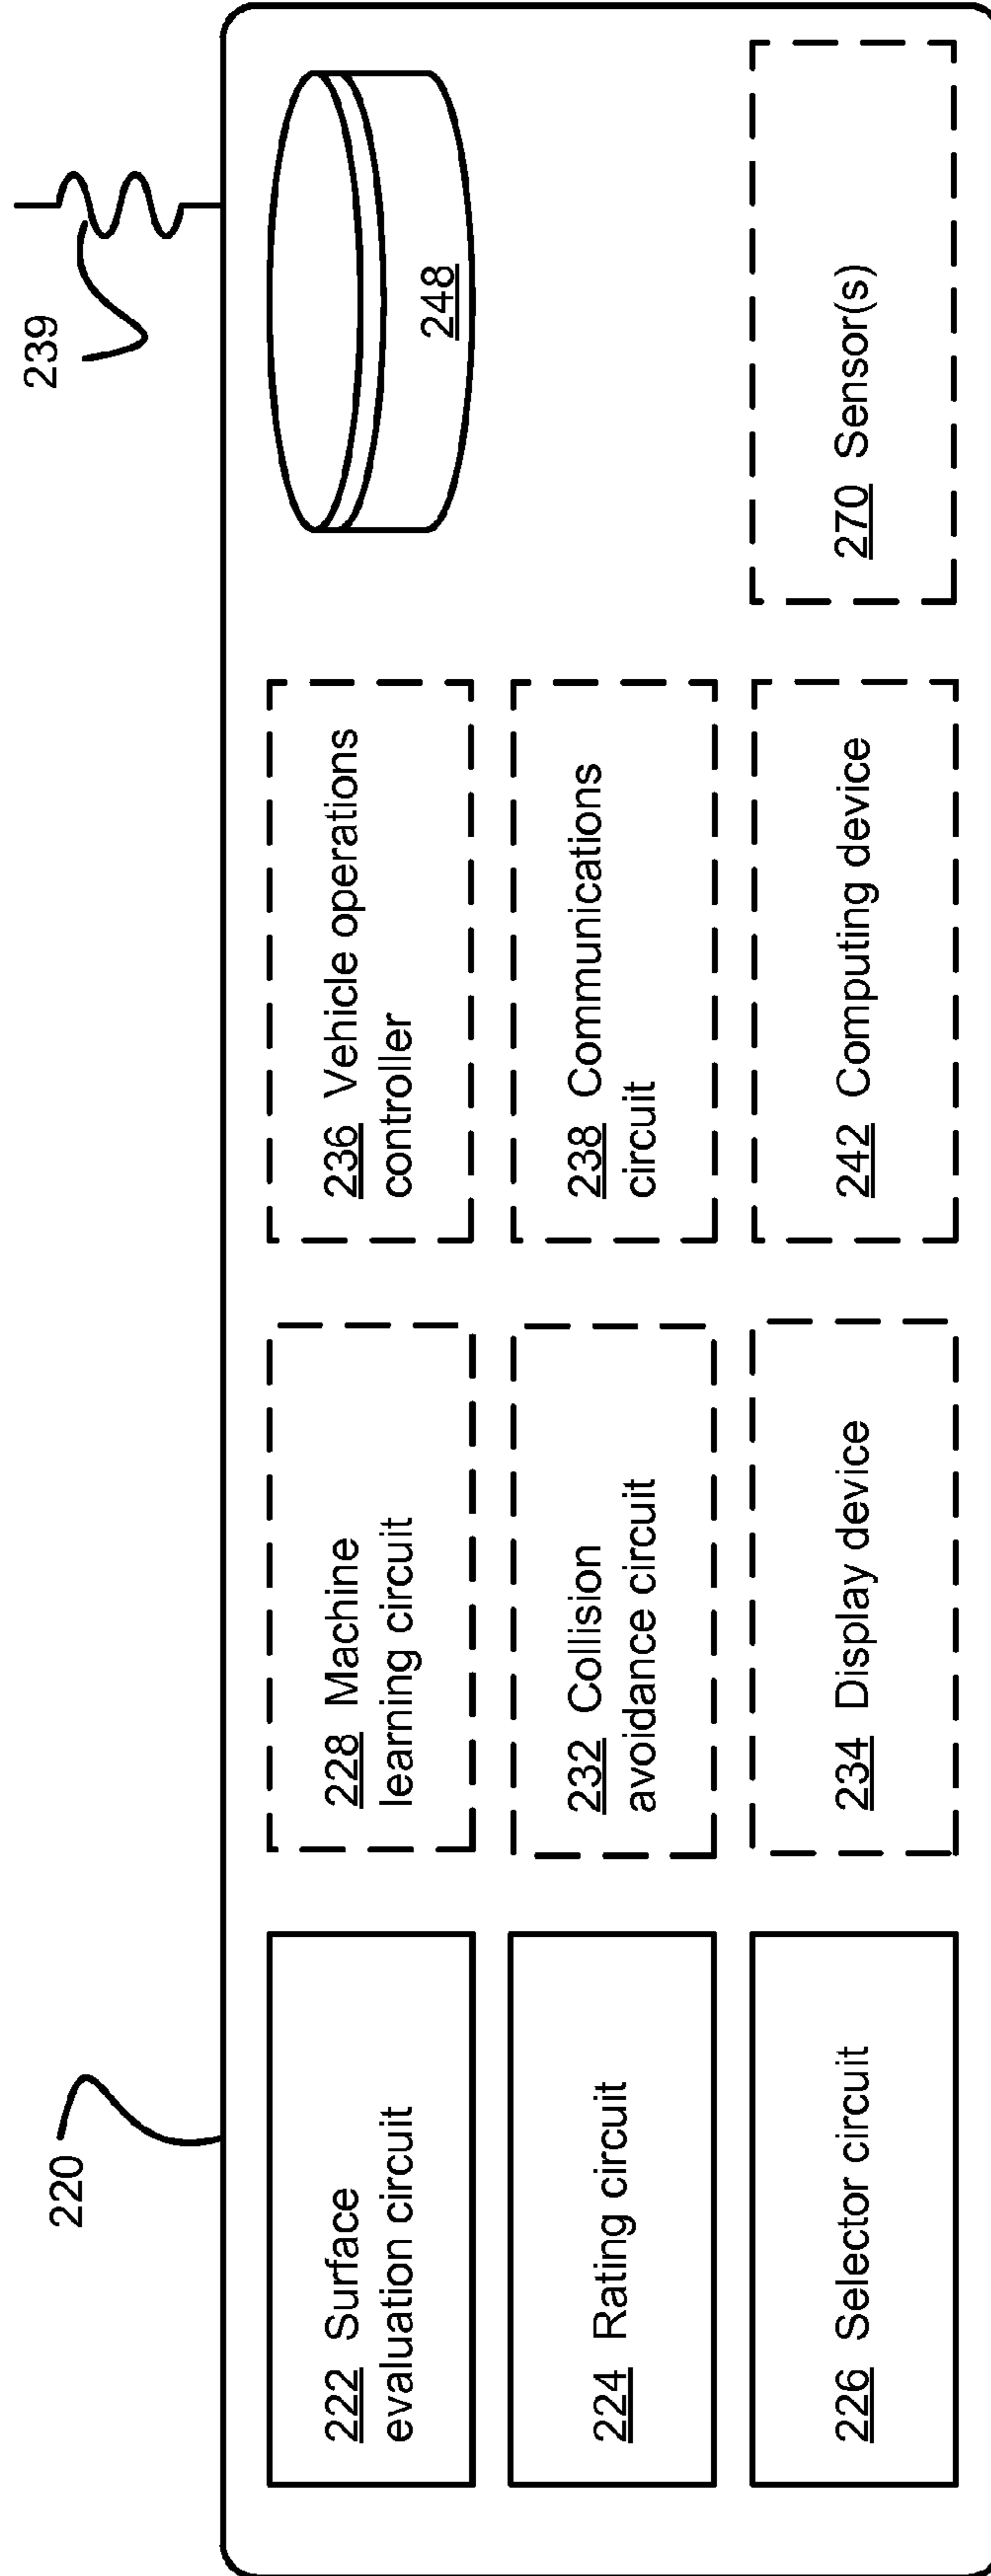 220
239
222 Surface
evaluation circuit
224 Rating circuit
226 Selector circuit
228 Machine
learning circuit
232 Collision
avoidance circuit
234 Display device
236 Vehicle operations
controller
238 Communications
circuit
242 Computing device
248
270 Sensor(s)